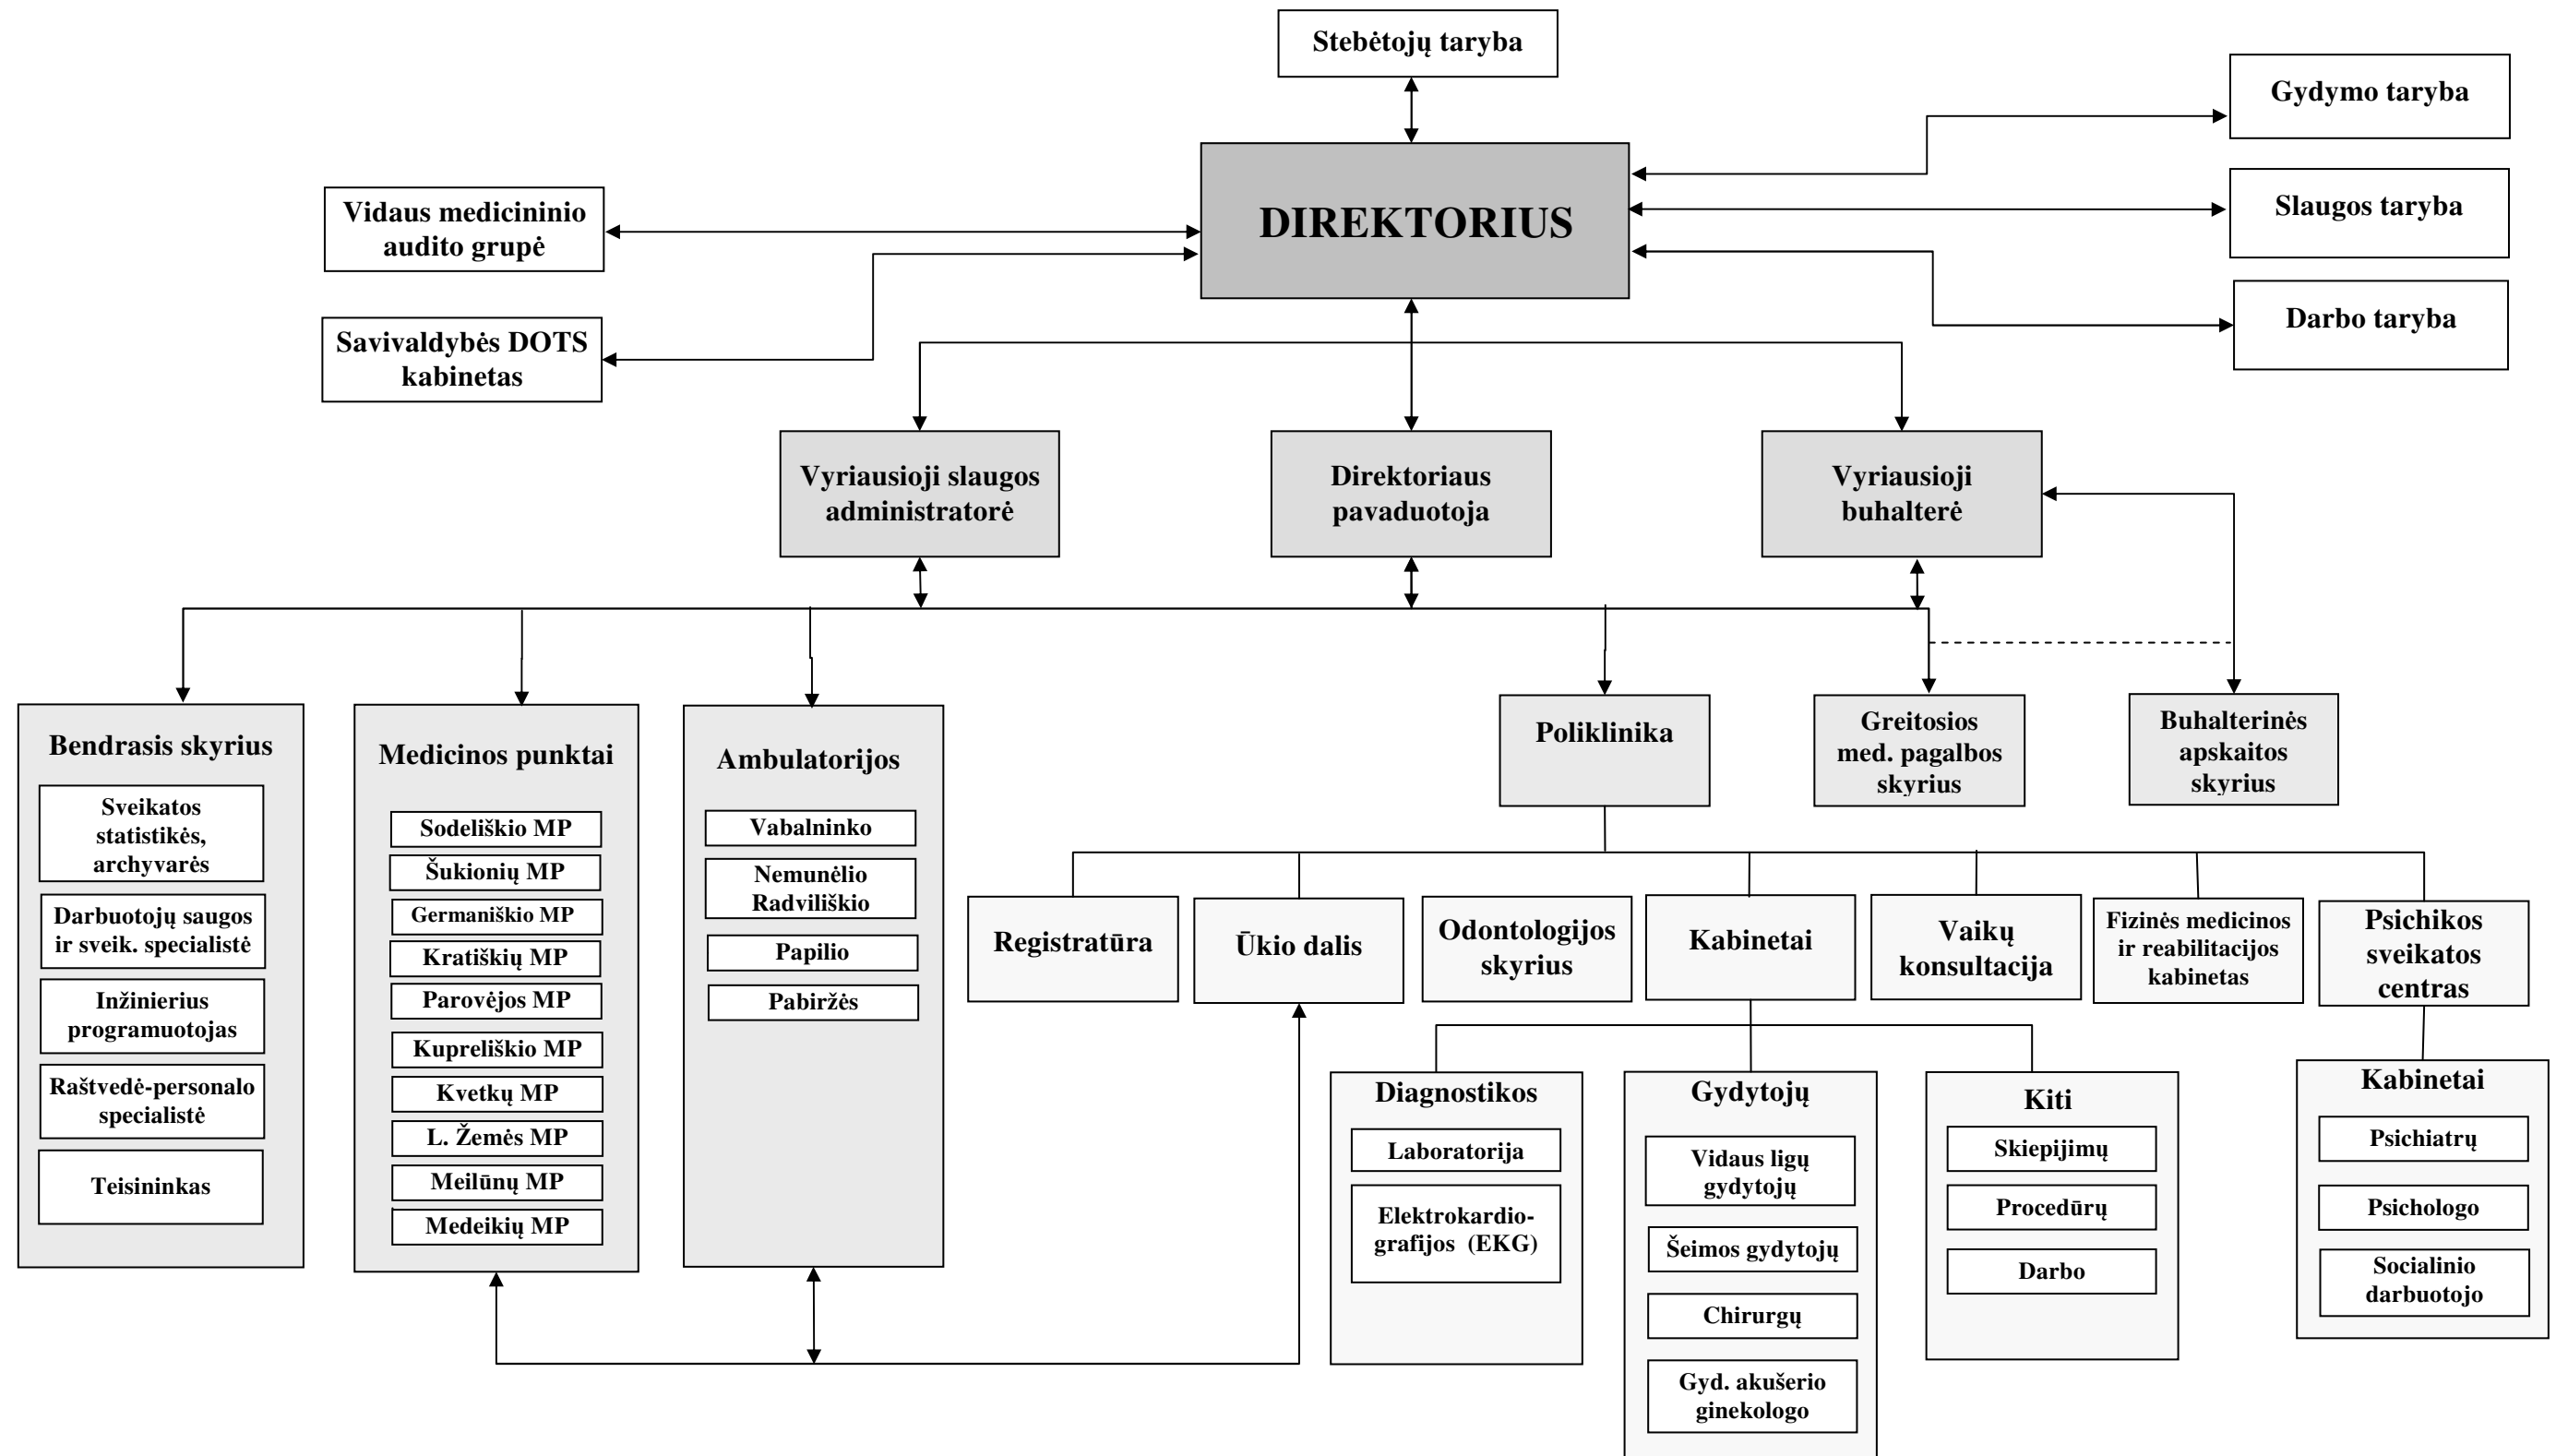 Stebėtojų taryba
Gydymo taryba
DIREKTORIUS
Slaugos taryba
Vidaus medicininio
audito grupė
Darbo taryba
Savivaldybės DOTS
kabinetas
Vyriausioji slaugos
administratorė
Direktoriaus
pavaduotoja
Vyriausioji
buhalterė
Bendrasis skyrius
Sveikatos
statistikės,
archyvarės
Darbuotojų saugos
ir sveik. specialistė
Inžinierius
programuotojas
Raštvedė-personalo
specialistė
Teisininkas
Medicinos punktai
Sodeliškio MP
Šukionių MP
Germaniškio MP
Kratiškių MP
Parovėjos MP
Kupreliškio MP
Kvetkų MP
L. Žemės MP
Meilūnų MP
Medeikių MP
Ambulatorijos
Vabalninko
Nemunėlio
Radviliškio
Papilio
Pabiržės
Poliklinika
Greitosios
med. pagalbos
skyrius
Buhalterinės
apskaitos
skyrius
Registratūra
Ūkio dalis
Odontologijos
skyrius
Kabinetai
Vaikų
konsultacija
Fizinės medicinos
ir reabilitacijos
kabinetas
Psichikos
sveikatos
centras
Diagnostikos
Laboratorija
Elektrokardio-
grafijos (EKG)
Gydytojų
Vidaus ligų
gydytojų
Šeimos gydytojų
Chirurgų
Gyd. akušerio
ginekologo
Kiti
Skiepijimų
Procedūrų
Darbo
Kabinetai
Psichiatrų
Psichologo
Socialinio
darbuotojo